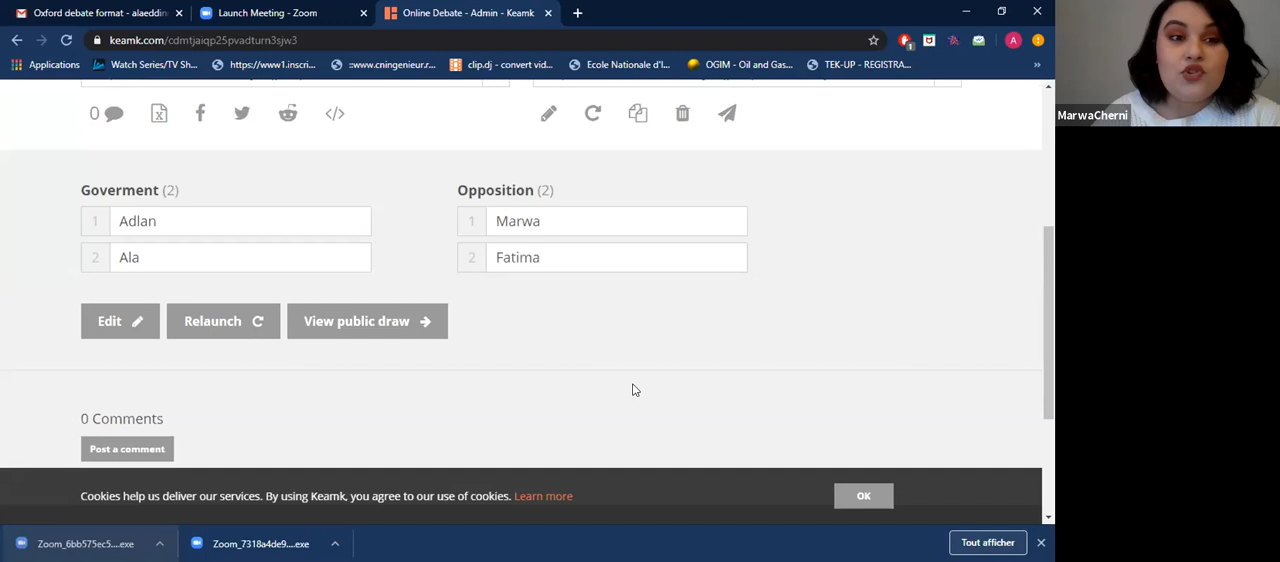 Oxford debate format - alaeddin
Launch Meeting - Zoom
Online Debate - Admin - Keamk
keamk.com/cdmtjaiqp25pvadturn3sjw3
1
A
Applications
Watch Series/TV Sh...
https://www1.inscri...
::www.cningenieur.r...
clip.dj - convert vid...
Ecole Nationale d'I...
OGIM - Oil and Gas...
TEK-UP - REGISTRA...
»
MarwaCherni
0
</>
Goverment (2)
1 Adlan
2 Ala
Opposition (2)
1 Marwa
2 Fatima
Edit
Relaunch
View public draw
0 Comments
Post a comment
Cookies help us deliver our services. By using Keamk, you agree to our use of cookies. Learn more
OK
Zoom_6bb575ec5....exe
Zoom_7318a4de9....exe
Tout afficher